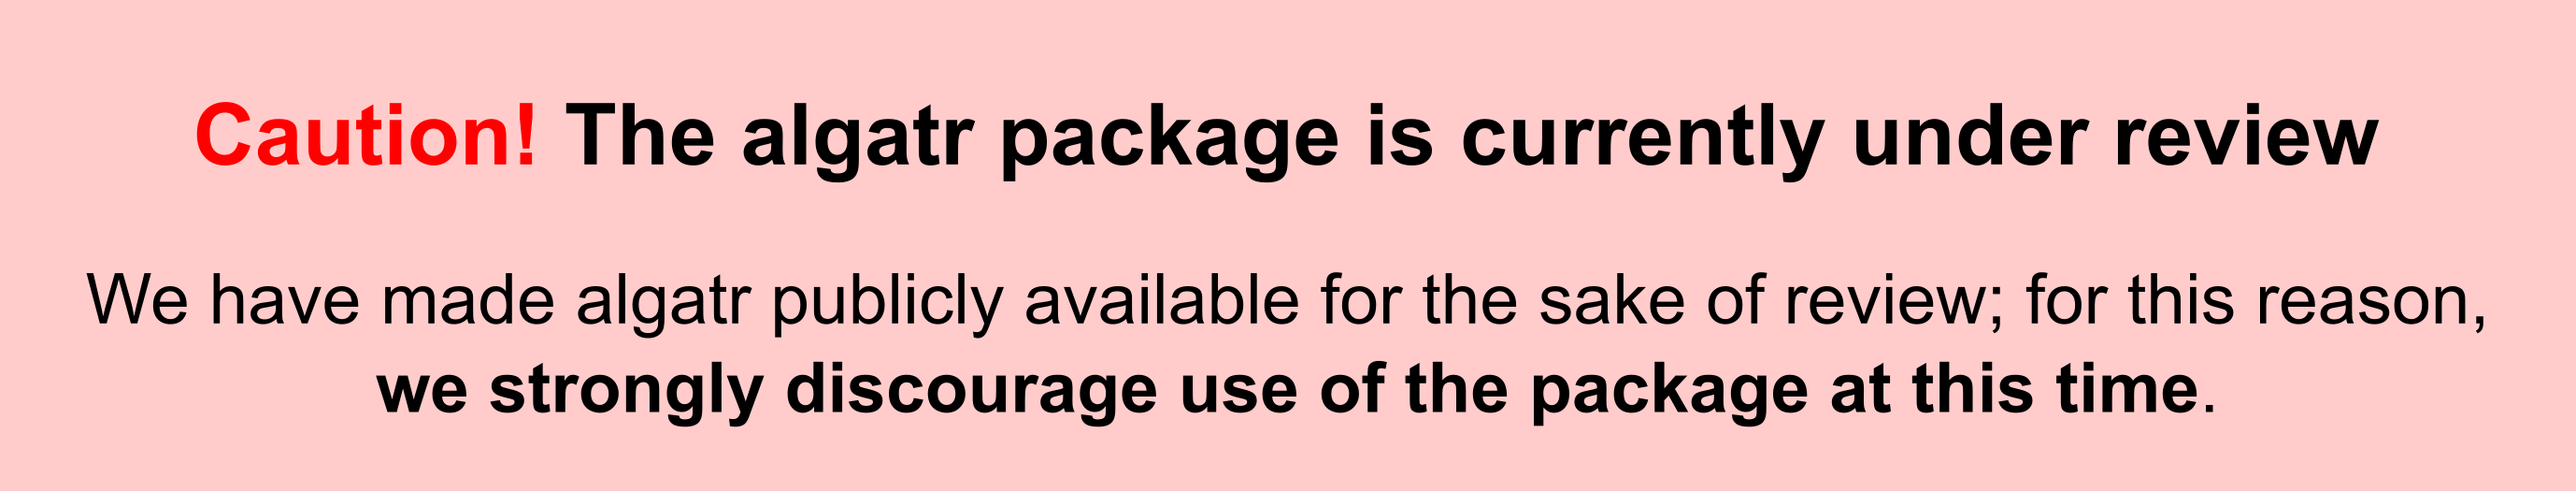 Caution! The algatr package is currently under review
We have made algatr publicly available for the sake of review; for this reason,
we strongly discourage use of the package at this time.